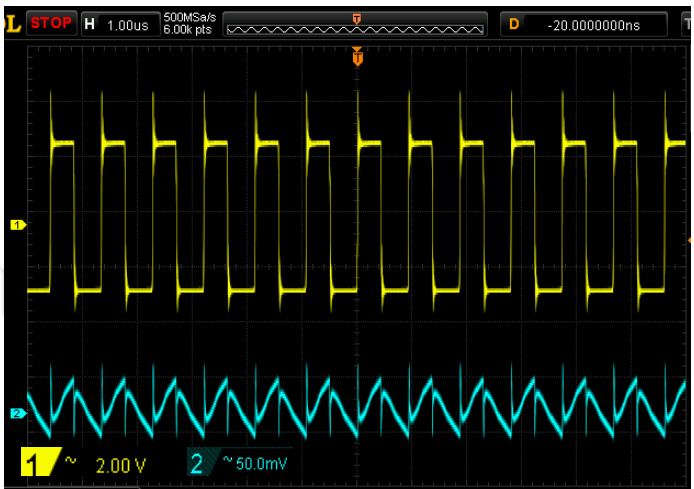 L STOP H 1.00us 500MSa/s D -20.0000000ns T
6.00k pts
T
1
2
1 ~ 2.00 V 2 ~ 50.0mV